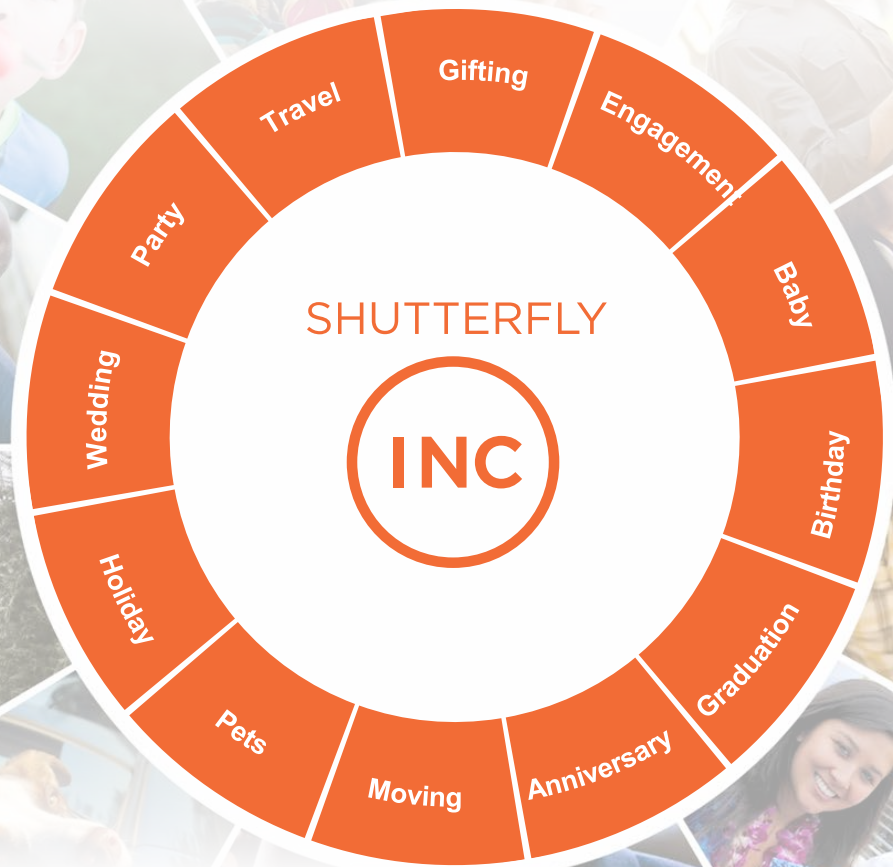 Gifting
Engagement
Baby
Birthday
Graduation
Anniversary
Moving
Pets
Holiday
Wedding
Party
Travel
SHUTTERFLY
INC